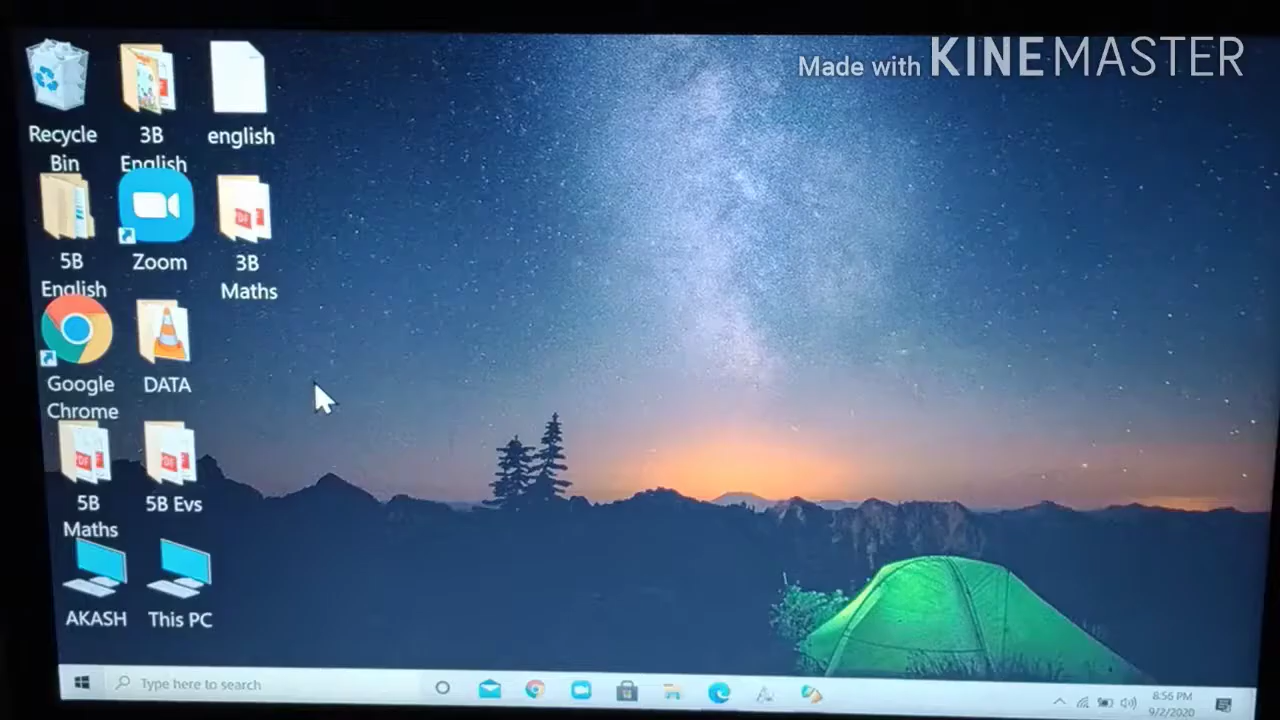 Made with KINEMASTER
Recycle
Bin
3B
English
english
5B
English
Zoom
3B
Maths
Google
Chrome
DATA
5B
Maths
5B Evs
AKASH
This PC
Type here to search
8:56 PM
9/2/2020